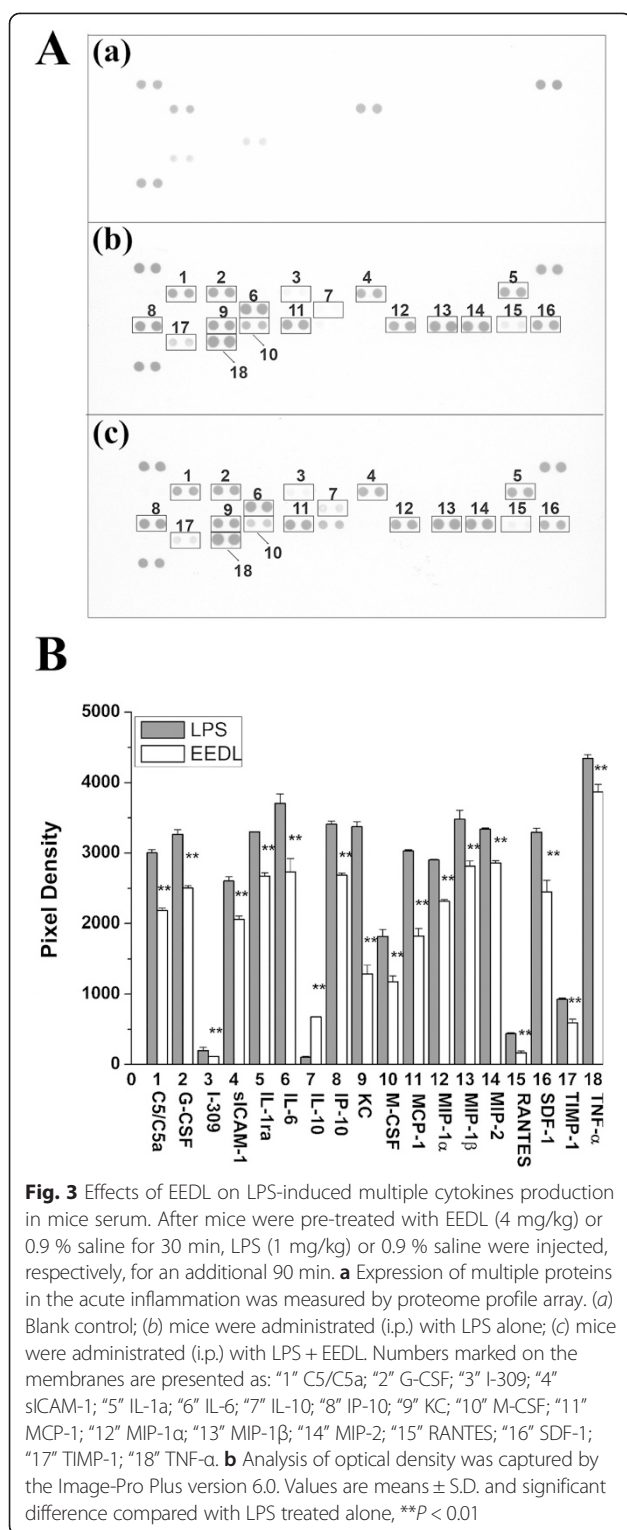 A
(a)
(b)
1 2 3 4 5
6 7
8 9 11 12 13 14 15 16
17
10
18
(c)
1 2 3 4 5
6 7
8 9 11 12 13 14 15 16
17
10
18
B
LPS
EEDL
Pixel Density
5000
4000
3000
2000
1000
0
** ** ** ** ** ** ** ** ** ** ** ** ** ** ** ** ** **
0 1 2 3 4 5 6 7 8 9 10 11 12 13 14 15 16 17 18
C5/C5a
G-CSF
I-309
sICAM-1
IL-1ra
IL-6
IL-10
IP-10
KC
M-CSF
MCP-1
MIP-1α
MIP-1β
MIP-2
RANTES
SDF-1
TIMP-1
TNF-α
Fig. 3 Effects of EEDL on LPS-induced multiple cytokines production
in mice serum. After mice were pre-treated with EEDL (4 mg/kg) or
0.9 % saline for 30 min, LPS (1 mg/kg) or 0.9 % saline were injected,
respectively, for an additional 90 min. a Expression of multiple proteins
in the acute inflammation was measured by proteome profile array. (a)
Blank control; (b) mice were administrated (i.p.) with LPS alone; (c) mice
were administrated (i.p.) with LPS + EEDL. Numbers marked on the
membranes are presented as: “1” C5/C5a; “2” G-CSF; “3” I-309; “4”
sICAM-1; “5” IL-1a; “6” IL-6; “7” IL-10; “8” IP-10; “9” KC; “10” M-CSF; “11”
MCP-1; “12” MIP-1α; “13” MIP-1β; “14” MIP-2; “15” RANTES; “16” SDF-1;
“17” TIMP-1; “18” TNF-α. b Analysis of optical density was captured by
the Image-Pro Plus version 6.0. Values are means ± S.D. and significant
difference compared with LPS treated alone, **P < 0.01